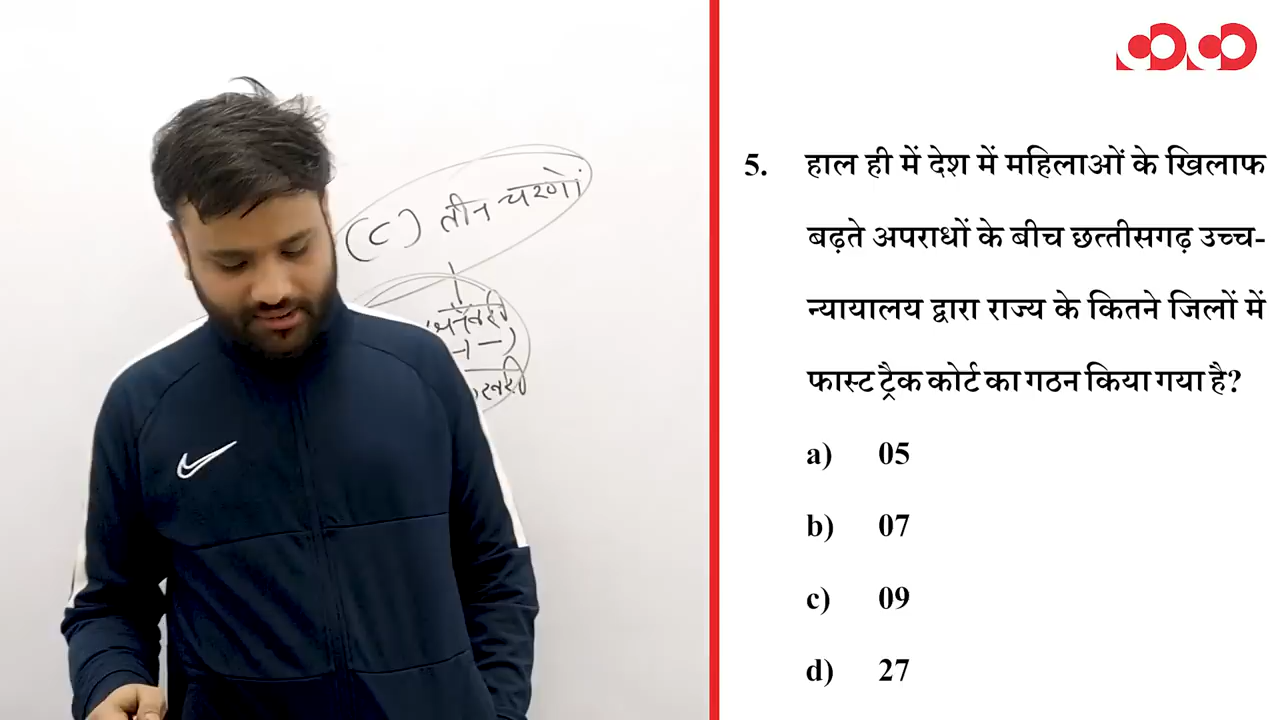 (C) तीन चरणों
5. हाल ही में देश में महिलाओं के खिलाफ
बढ़ते अपराधों के बीच छत्तीसगढ़ उच्च-
न्यायालय द्वारा राज्य के कितने जिलों में
फास्ट ट्रैक कोर्ट का गठन किया गया है?
a) 05
b) 07
c) 09
d) 27